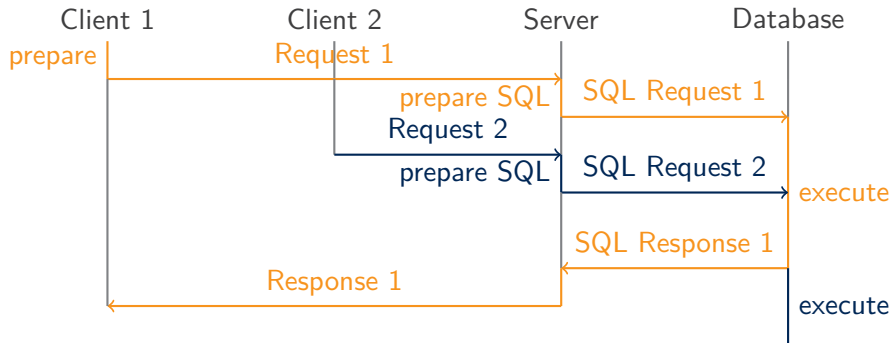 Client 1
Client 2
Server
Database
prepare
Request 1
prepare SQL
SQL Request 1
Request 2
prepare SQL
SQL Request 2
execute
SQL Response 1
Response 1
execute